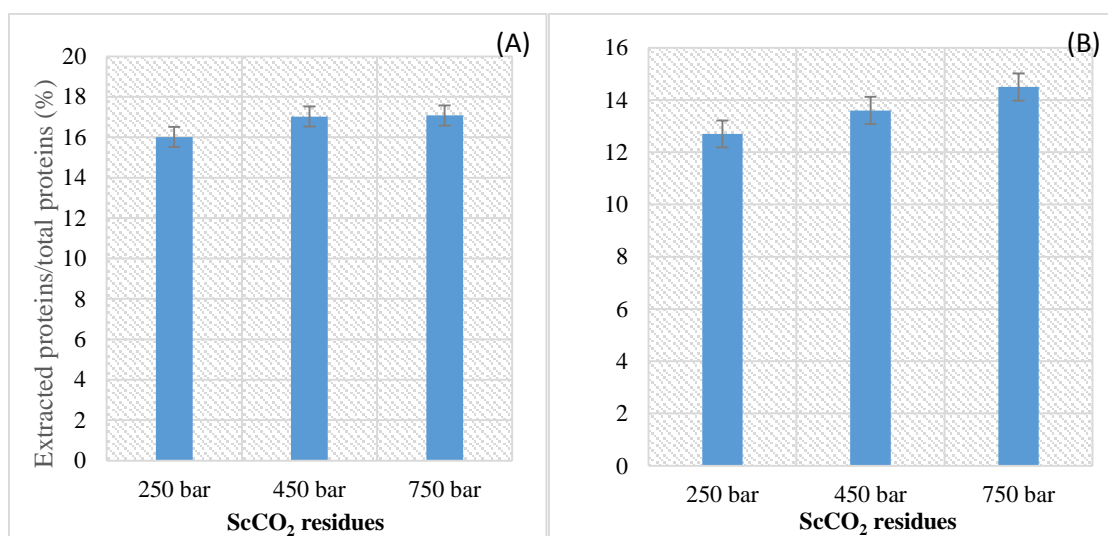 (A)
Extracted proteins/total proteins (%)
20
18
16
14
12
10
8
6
4
2
0
250 bar 450 bar 750 bar
ScCO₂ residues
(B)
16
14
12
10
8
6
4
2
0
250 bar 450 bar 750 bar
ScCO₂ residues